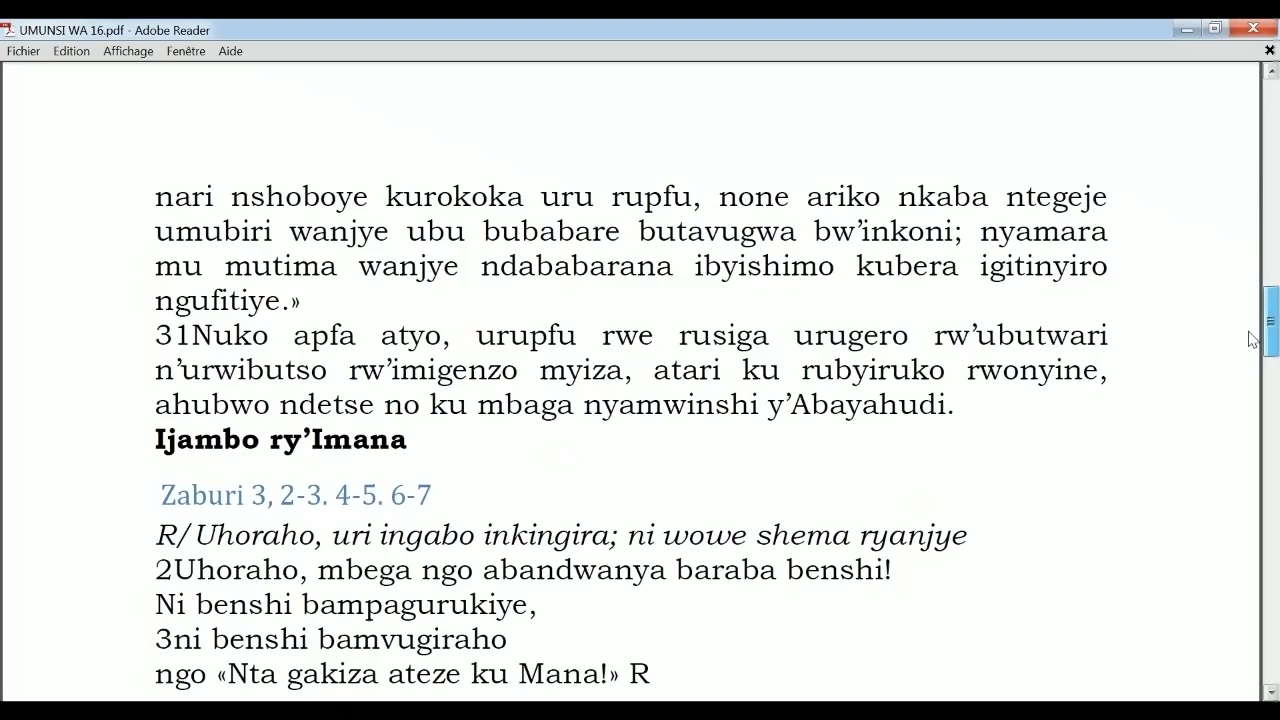 UMUNSI WA 16.pdf - Adobe Reader
Fichier Edition Affichage Fenêtre Aide
nari nshoboye kurokoka uru rupfu, none ariko nkaba ntegeje
umubiri wanjye ubu bubabare butavugwa bw’inkoni; nyamara
mu mutima wanjye ndababarana ibyishimo kubera igitinyiro
ngufitiye.»
31Nuko apfa atyo, urupfu rwe rusiga urugero rw’ubutwari
n’urwibutso rw’imigenzo myiza, atari ku rubyiruko rwonyine,
ahubwo ndetse no ku mbaga nyamwinshi y’Abayahudi.
Ijambo ry’Imana
Zaburi 3, 2-3. 4-5. 6-7
R/Uhoraho, uri ingabo inkingira; ni wowe shema ryanjye
2Uhoraho, mbega ngo abandwanya baraba benshi!
Ni benshi bampagurukiye,
3ni benshi bamvugiraho
ngo «Nta gakiza ateze ku Mana!» R